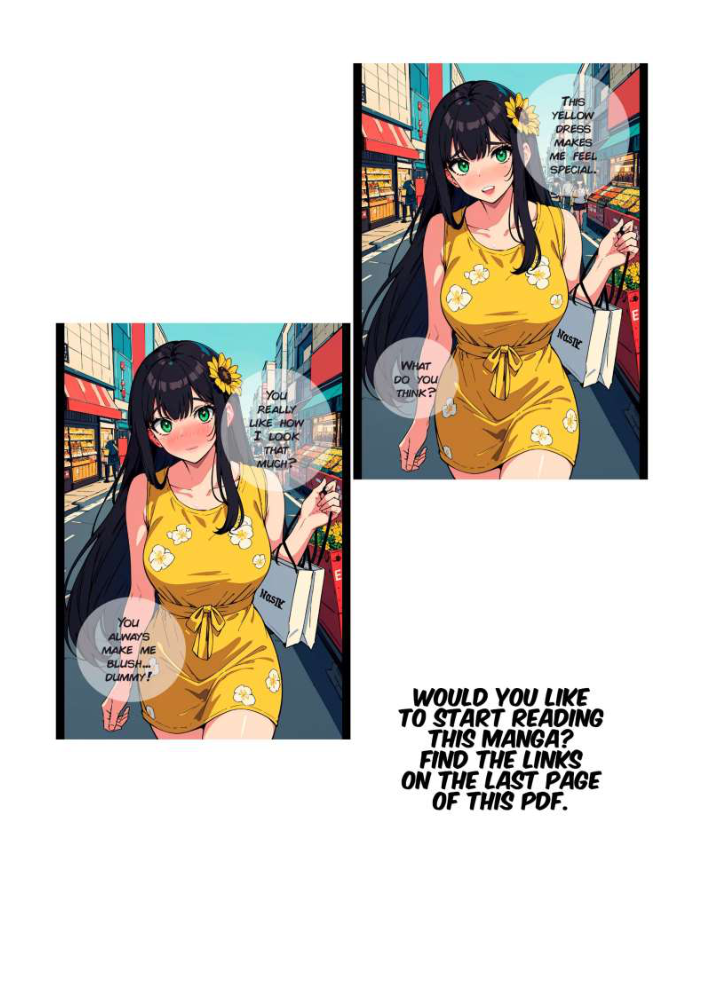 THIS
YELLOW
DRESS
MAKES
ME FEEL
SPECIAL.
WHAT
DO YOU
THINK?
YOU
REALLY
LIKE HOW
I LOOK
THAT
MUCH?
YOU
ALWAYS
MAKE ME
BLUSH...
DUMMY!
WOULD YOU LIKE
TO START READING
THIS MANGA?
FIND THE LINKS
ON THE LAST PAGE
OF THIS PDF.